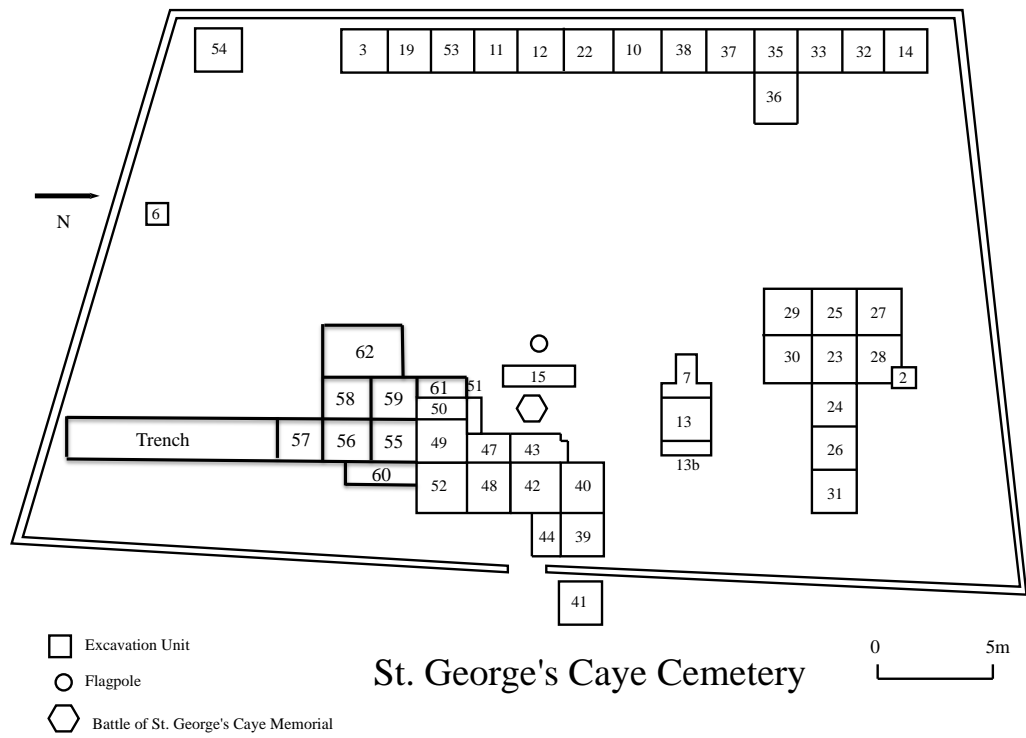 54 3 19 53 11 12 22 10 38 37 35 33 32 14
36
6
N
29 25 27
62
15
30 23 28
7 2
58 59 61 51
50 24
13
Trench 57 56 55 49 47 43 26
13b
60 52 48 42 40 31
44 39
41
Excavation Unit
0 5m
Flagpole
St. George's Caye Cemetery
Battle of St. George's Caye Memorial